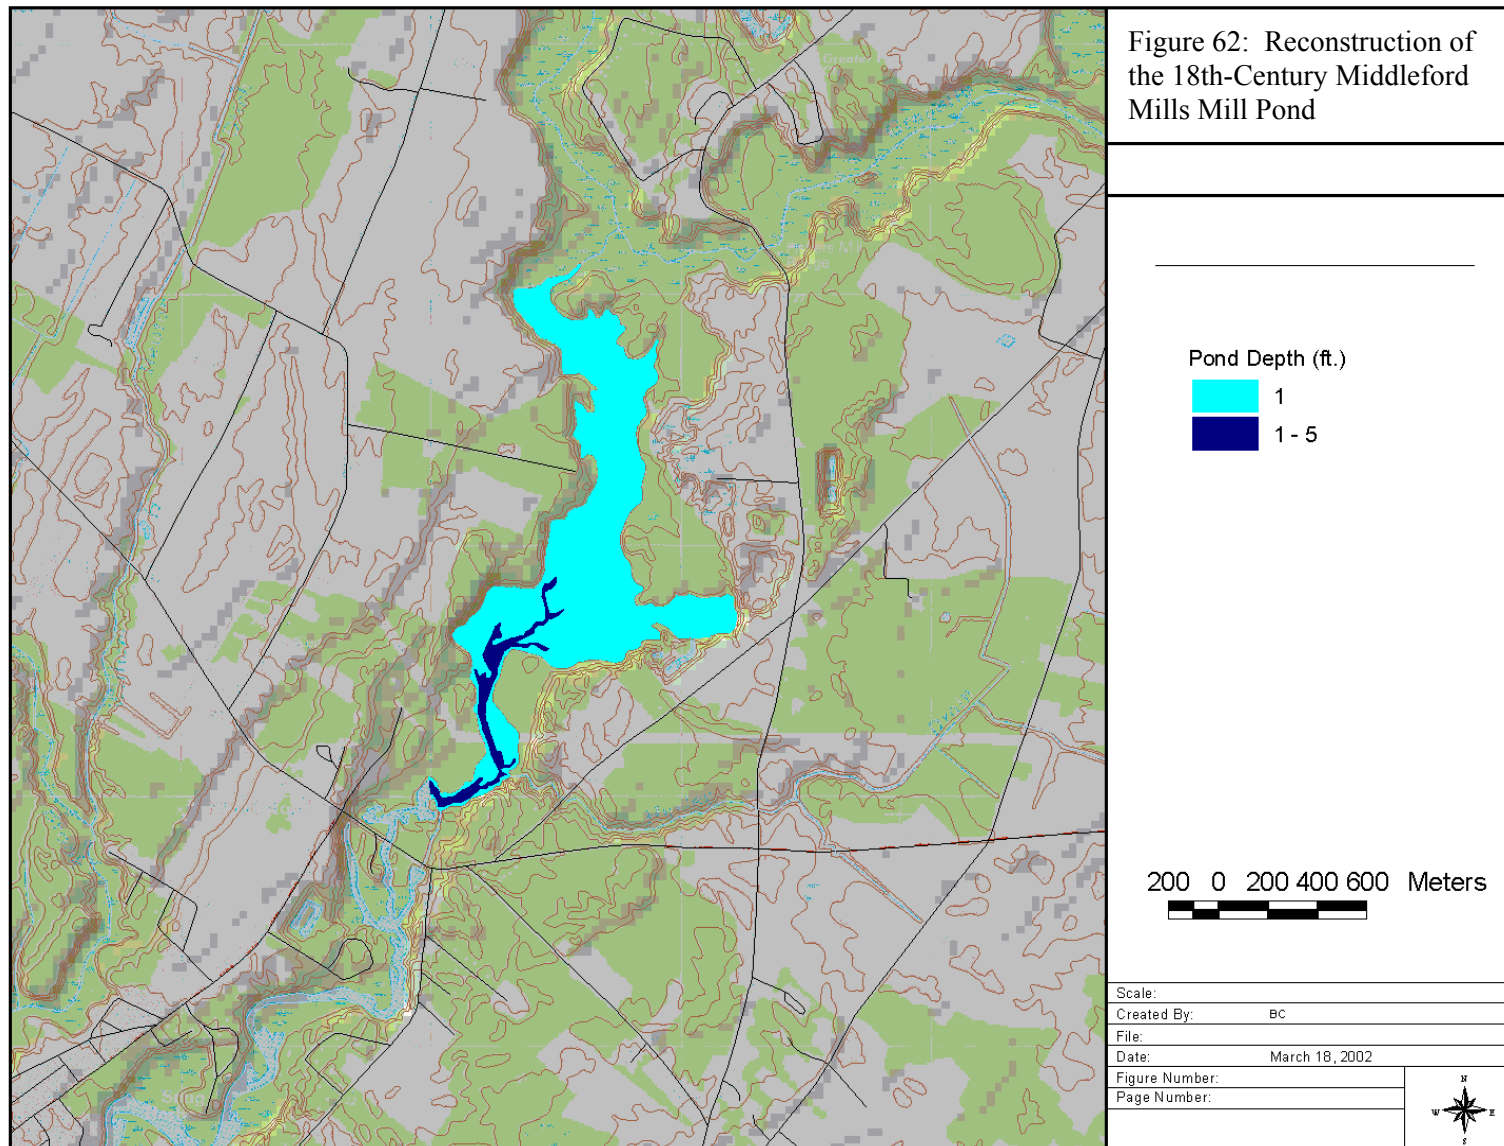 Figure 62: Reconstruction of
the 18th-Century Middleford
Mills Mill Pond
Pond Depth (ft.)
1
1 - 5
200 0 200 400 600 Meters
Scale:
Created By: BC
File:
Date: March 18, 2002
Figure Number:
Page Number:
N
W E
S
Greater